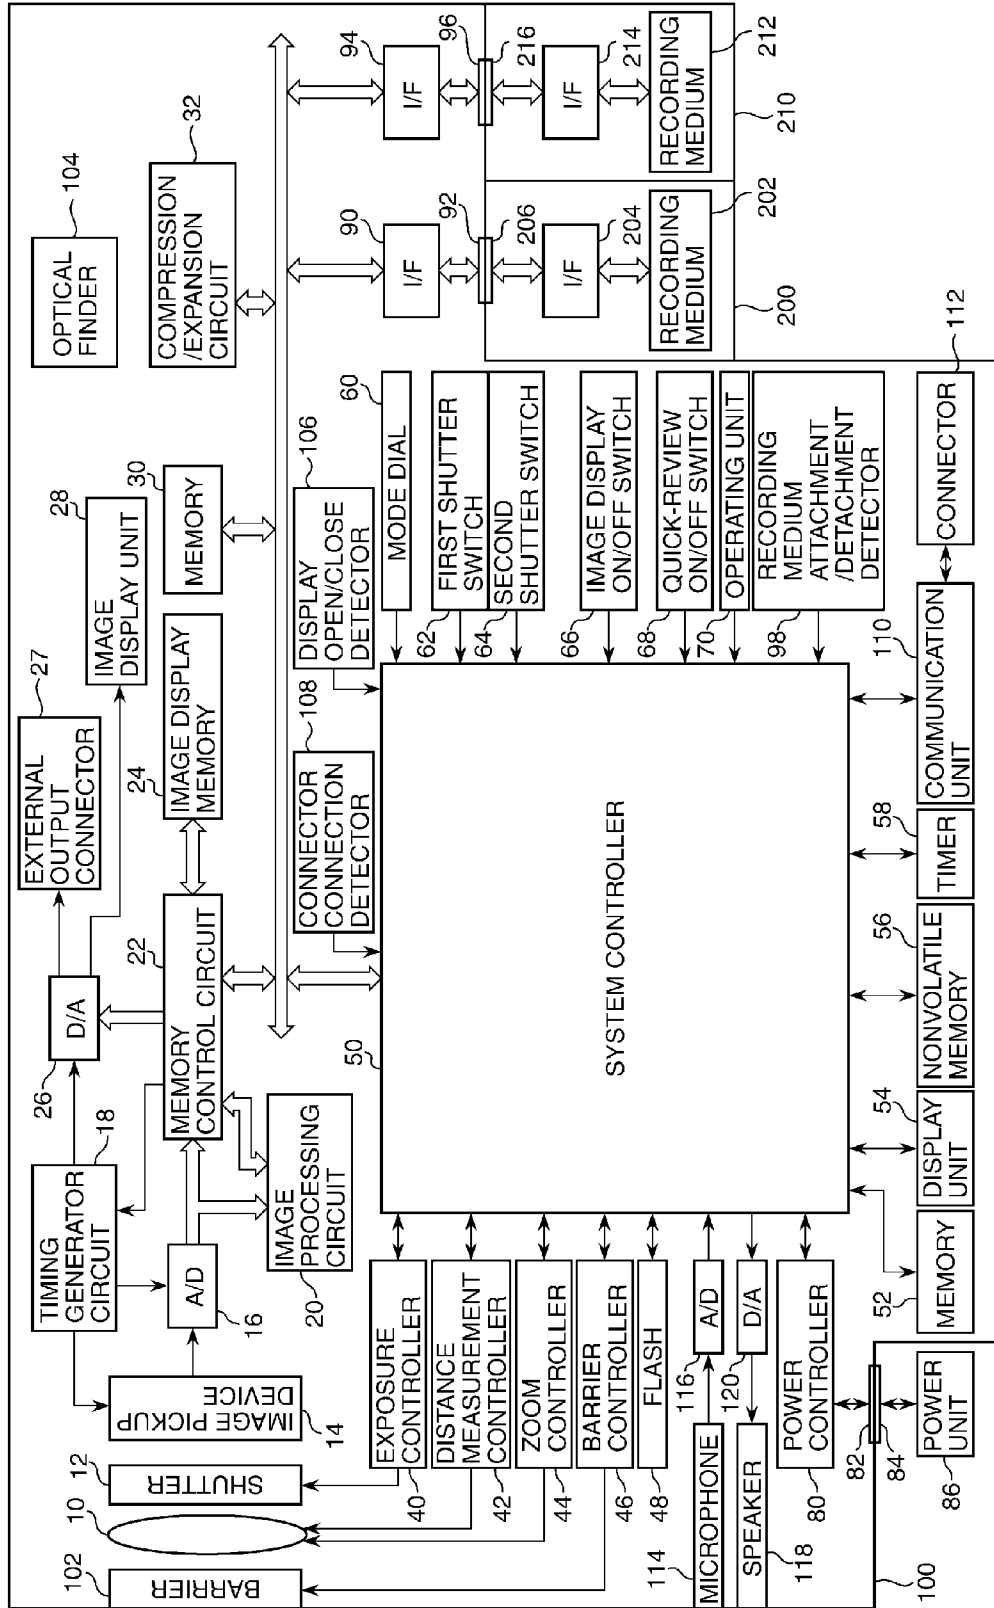 102
BARRIER
10
12
SHUTTER
14
IMAGE PICKUP
DEVICE
TIMING
GENERATOR
CIRCUIT
18
A/D
16
26
D/A
EXTERNAL
OUTPUT
CONNECTOR
27
IMAGE
DISPLAY UNIT
28
OPTICAL
FINDER
104
IMAGE
PROCESSING
CIRCUIT
20
MEMORY
CONTROL CIRCUIT
22
IMAGE DISPLAY
MEMORY
24
MEMORY
30
COMPRESSION
/EXPANSION
CIRCUIT
32
CONNECTOR
CONNECTION
DETECTOR
108
DISPLAY
OPEN/CLOSE
DETECTOR
106
EXPOSURE
CONTROLLER
40
DISTANCE
MEASUREMENT
CONTROLLER
42
ZOOM
CONTROLLER
44
BARRIER
CONTROLLER
46
FLASH
48
MICROPHONE
114
A/D
116
SPEAKER
118
D/A
120
POWER
CONTROLLER
80
82
84
POWER
UNIT
86
100
50
SYSTEM CONTROLLER
MODE DIAL
60
FIRST SHUTTER
SWITCH
62
SECOND
SHUTTER SWITCH
64
IMAGE DISPLAY
ON/OFF SWITCH
66
QUICK-REVIEW
ON/OFF SWITCH
68
OPERATING UNIT
70
RECORDING
MEDIUM
ATTACHMENT
/DETACHMENT
DETECTOR
98
MEMORY
52
DISPLAY
UNIT
54
NONVOLATILE
MEMORY
56
TIMER
58
COMMUNICATION
UNIT
110
CONNECTOR
112
I/F
90
92
206
I/F
204
RECORDING
MEDIUM
202
200
I/F
94
96
216
I/F
214
RECORDING
MEDIUM
212
210